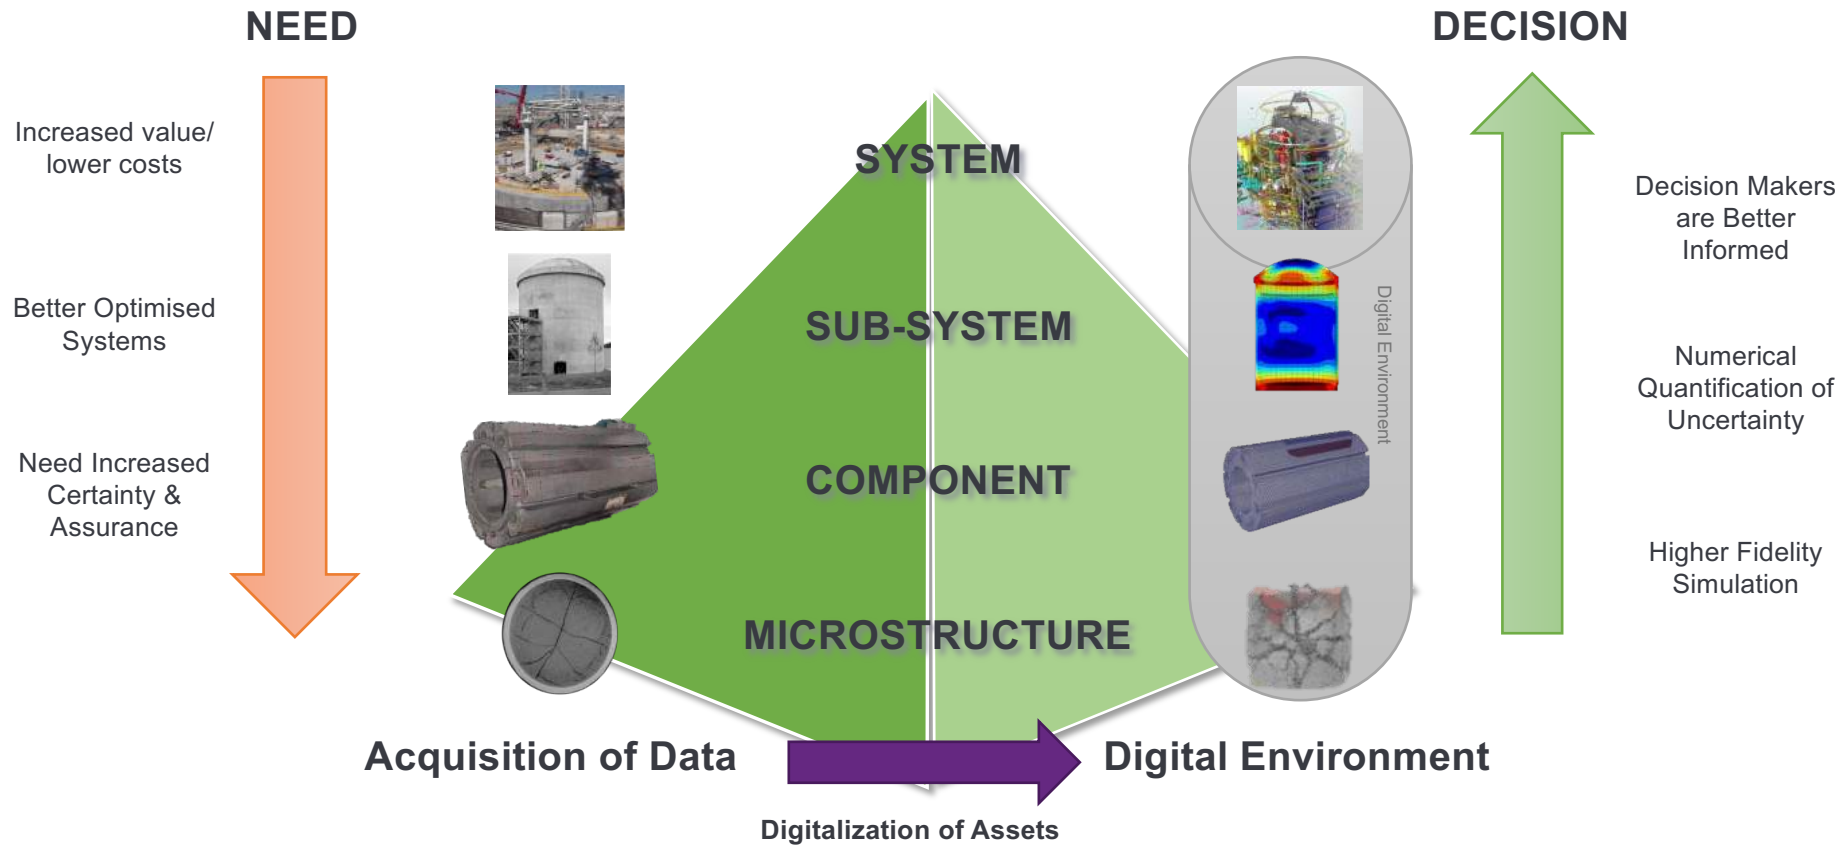 NEED
DECISION
Increased value/
lower costs
Better Optimised
Systems
Need Increased
Certainty &
Assurance
SYSTEM
SUB-SYSTEM
COMPONENT
MICROSTRUCTURE
Digital Environment
Decision Makers
are Better
Informed
Numerical
Quantification of
Uncertainty
Higher Fidelity
Simulation
Acquisition of Data
Digital Environment
Digitalization of Assets